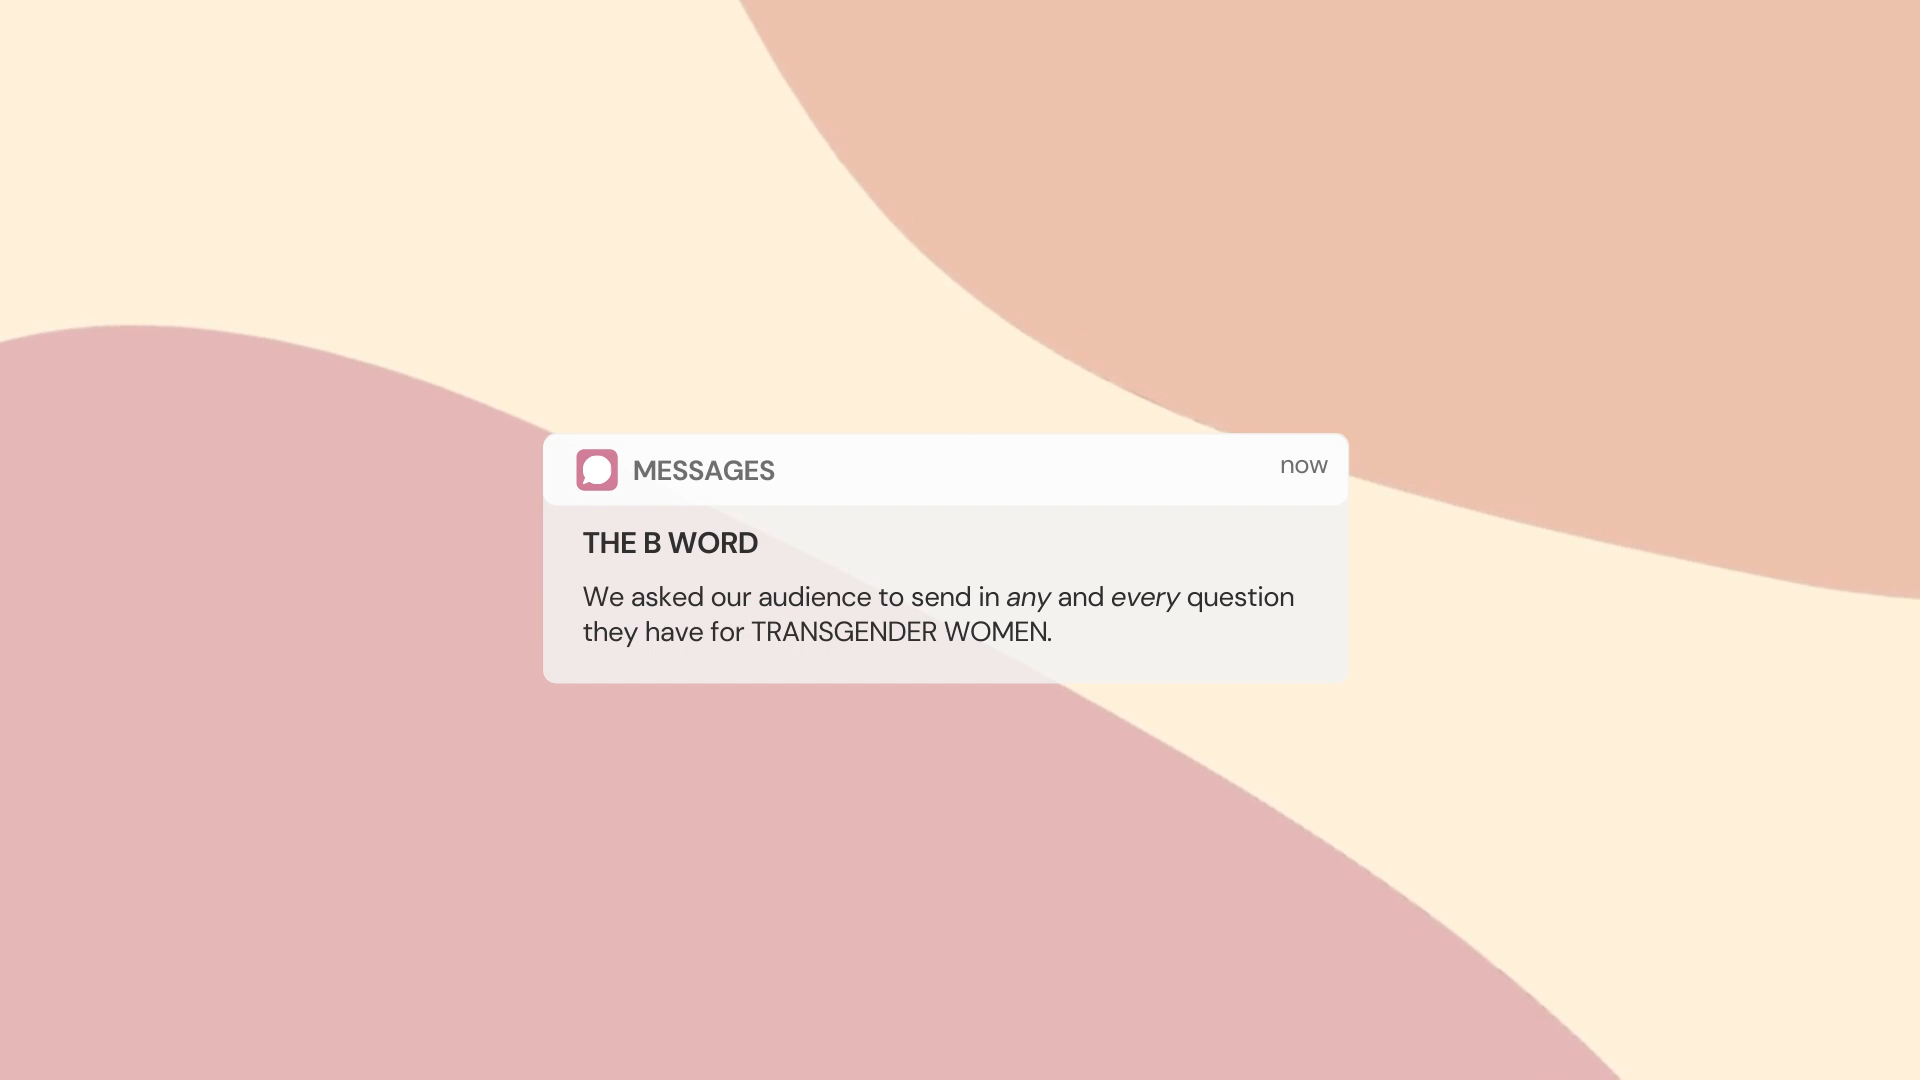 MESSAGES
now
THE B WORD
We asked our audience to send in any and every question
they have for TRANSGENDER WOMEN.